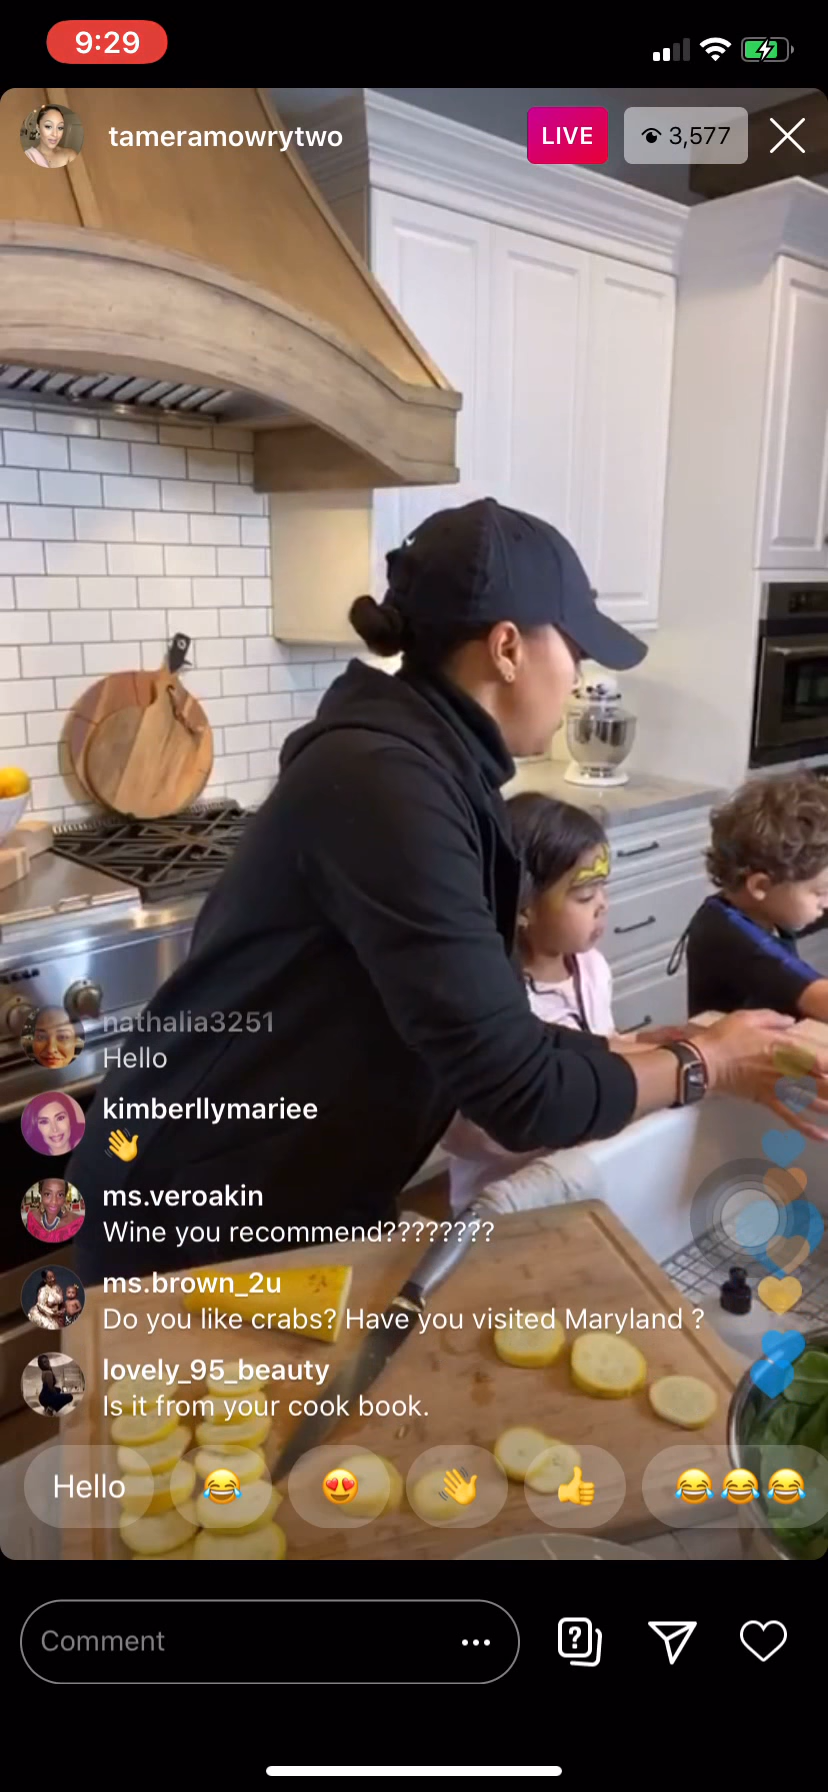 9:29
tameramowrytwo
LIVE
3,577
nathalia3251
Hello
kimberllymariee
👋
ms.veroakin
Wine you recommend????????
ms.brown_2u
Do you like crabs? Have you visited Maryland ?
lovely_95_beauty
Is it from your cook book.
Hello 😂 😍 👋 👍 😂😂😂
Comment